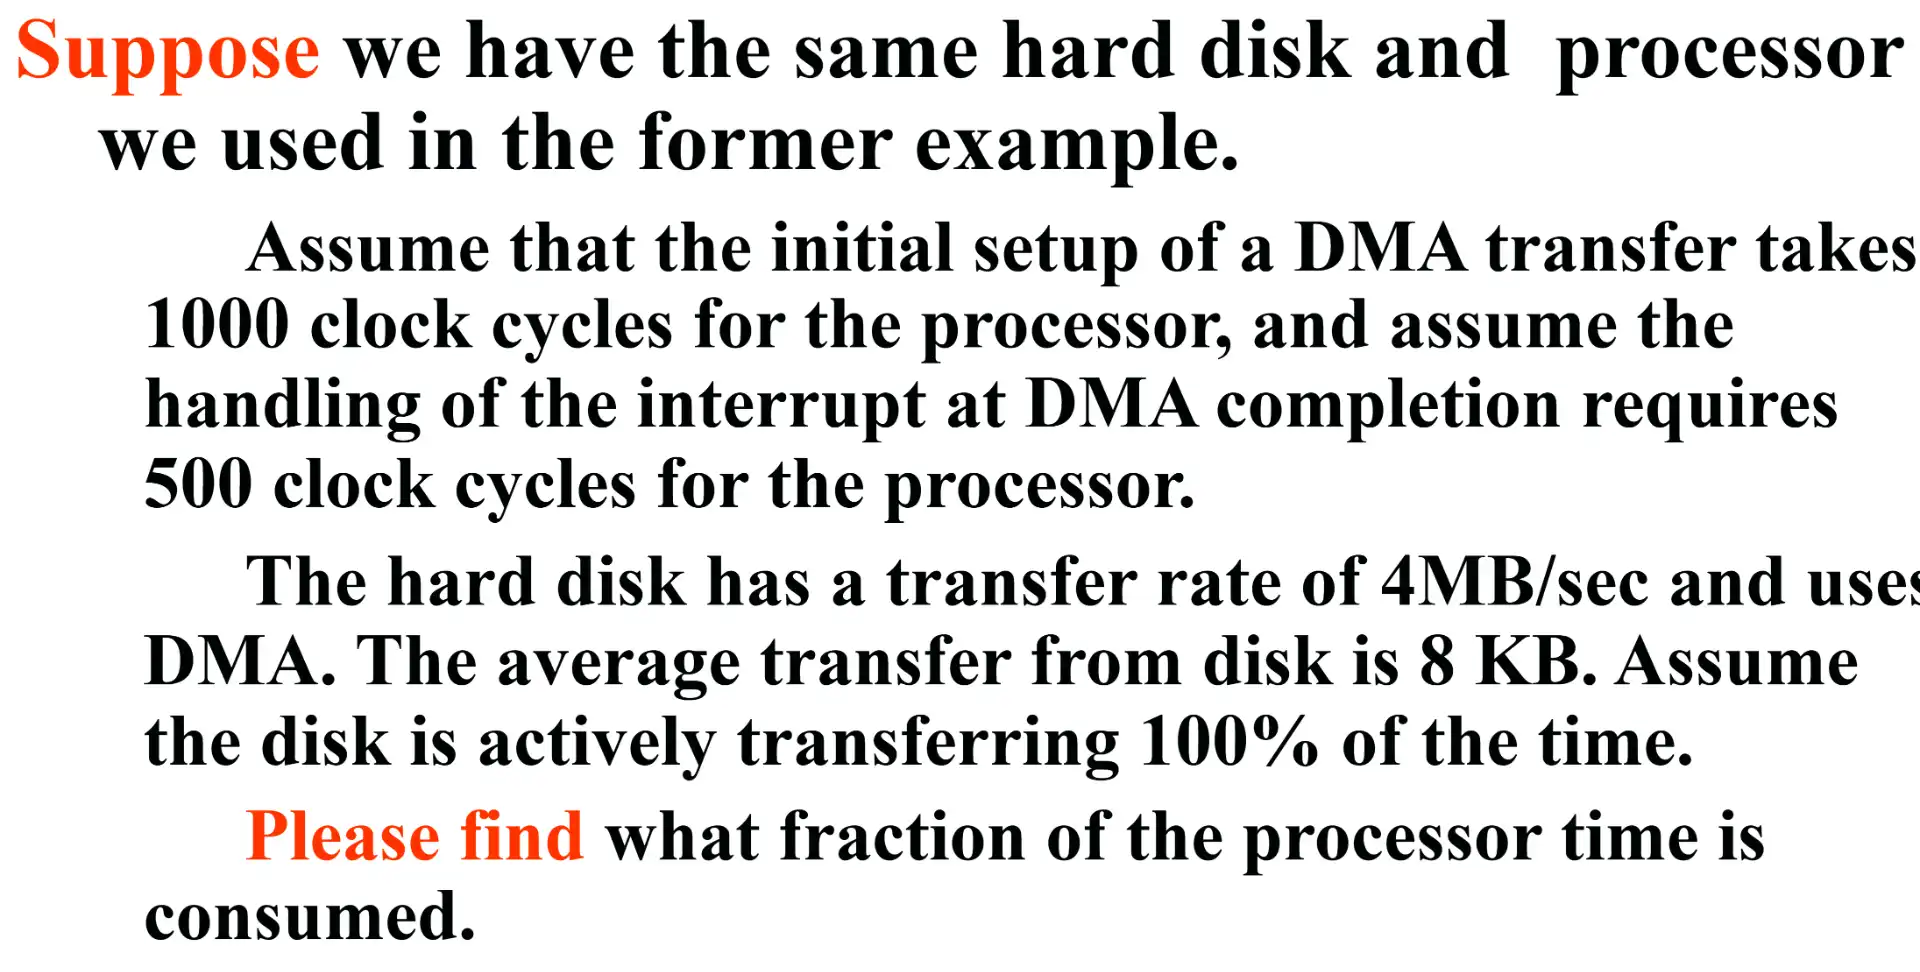 Suppose we have the same hard disk and processor
we used in the former example.
Assume that the initial setup of a DMA transfer takes
1000 clock cycles for the processor, and assume the
handling of the interrupt at DMA completion requires
500 clock cycles for the processor.
The hard disk has a transfer rate of 4MB/sec and uses
DMA. The average transfer from disk is 8 KB. Assume
the disk is actively transferring 100% of the time.
Please find what fraction of the processor time is
consumed.